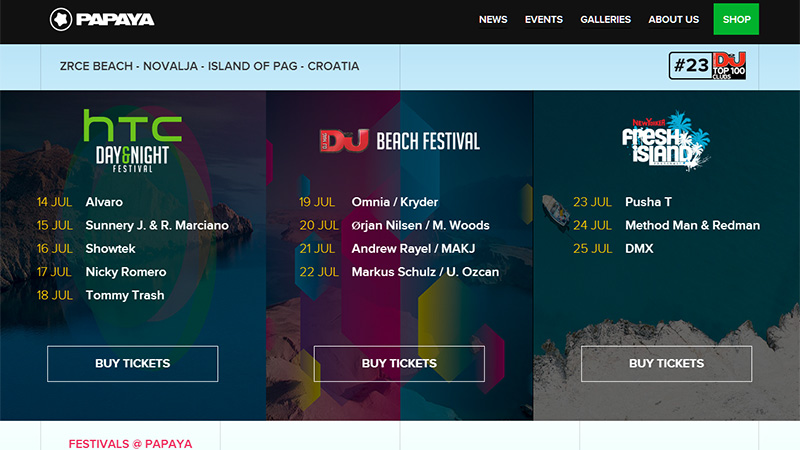 PAPAYA
NEWS EVENTS GALLERIES ABOUT US SHOP
ZRCE BEACH - NOVALJA - ISLAND OF PAG - CROATIA
#23 DJ
TOP 100
CLUBS
hTC
DAY&NIGHT
FESTIVAL
14 JUL Alvaro
15 JUL Sunnery J. & R. Marciano
16 JUL Showtek
17 JUL Nicky Romero
18 JUL Tommy Trash
BUY TICKETS
DJ MAG DJ BEACH FESTIVAL
19 JUL Omnia / Kryder
20 JUL Ørjan Nilsen / M. Woods
21 JUL Andrew Rayel / MAKJ
22 JUL Markus Schulz / U. Ozcan
BUY TICKETS
NEWYORKER
FRESH
ISLAND
23 JUL Pusha T
24 JUL Method Man & Redman
25 JUL DMX
BUY TICKETS
FESTIVALS @ PAPAYA